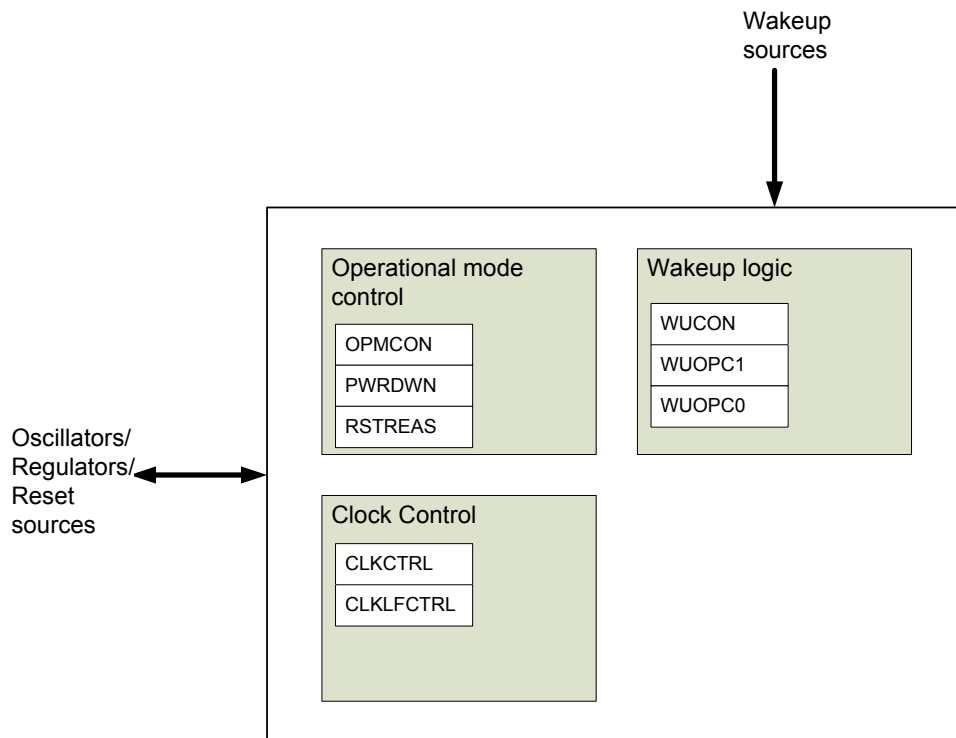 Wakeup
sources
Operational mode
control
OPMCON
PWRDWN
RSTREAS
Wakeup logic
WUCON
WUOPC1
WUOPC0
Oscillators/
Regulators/
Reset
sources
Clock Control
CLKCTRL
CLKLFCTRL